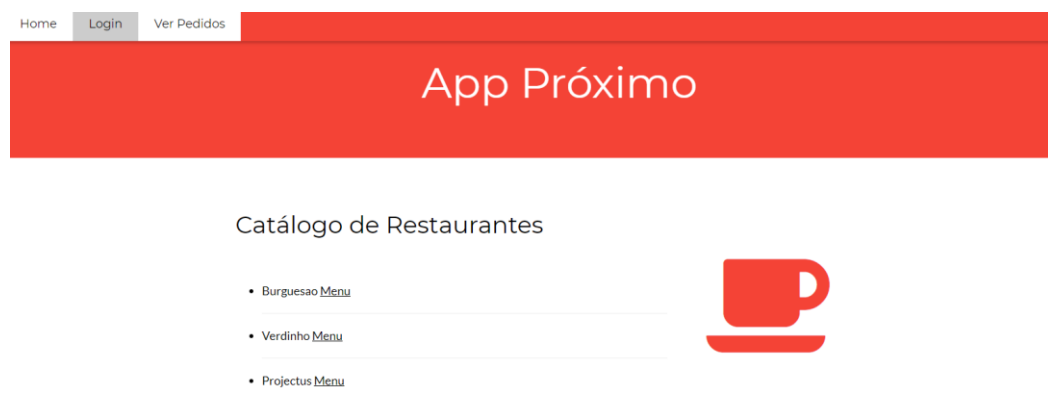 Home Login Ver Pedidos
App Próximo
Catálogo de Restaurantes
• Burguesao Menu
• Verdinho Menu
• Projectus Menu